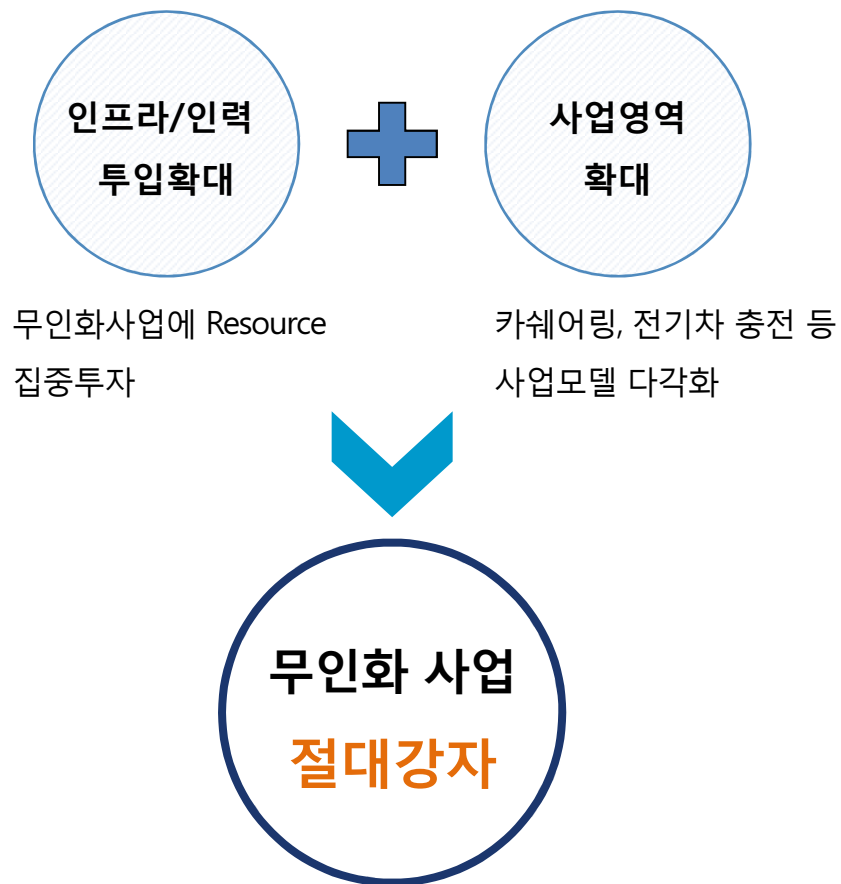 인프라/인력
투입확대
사업영역
확대
무인화사업에 Resource
집중투자
카쉐어링, 전기차 충전 등
사업모델 다각화
무인화 사업
절대강자